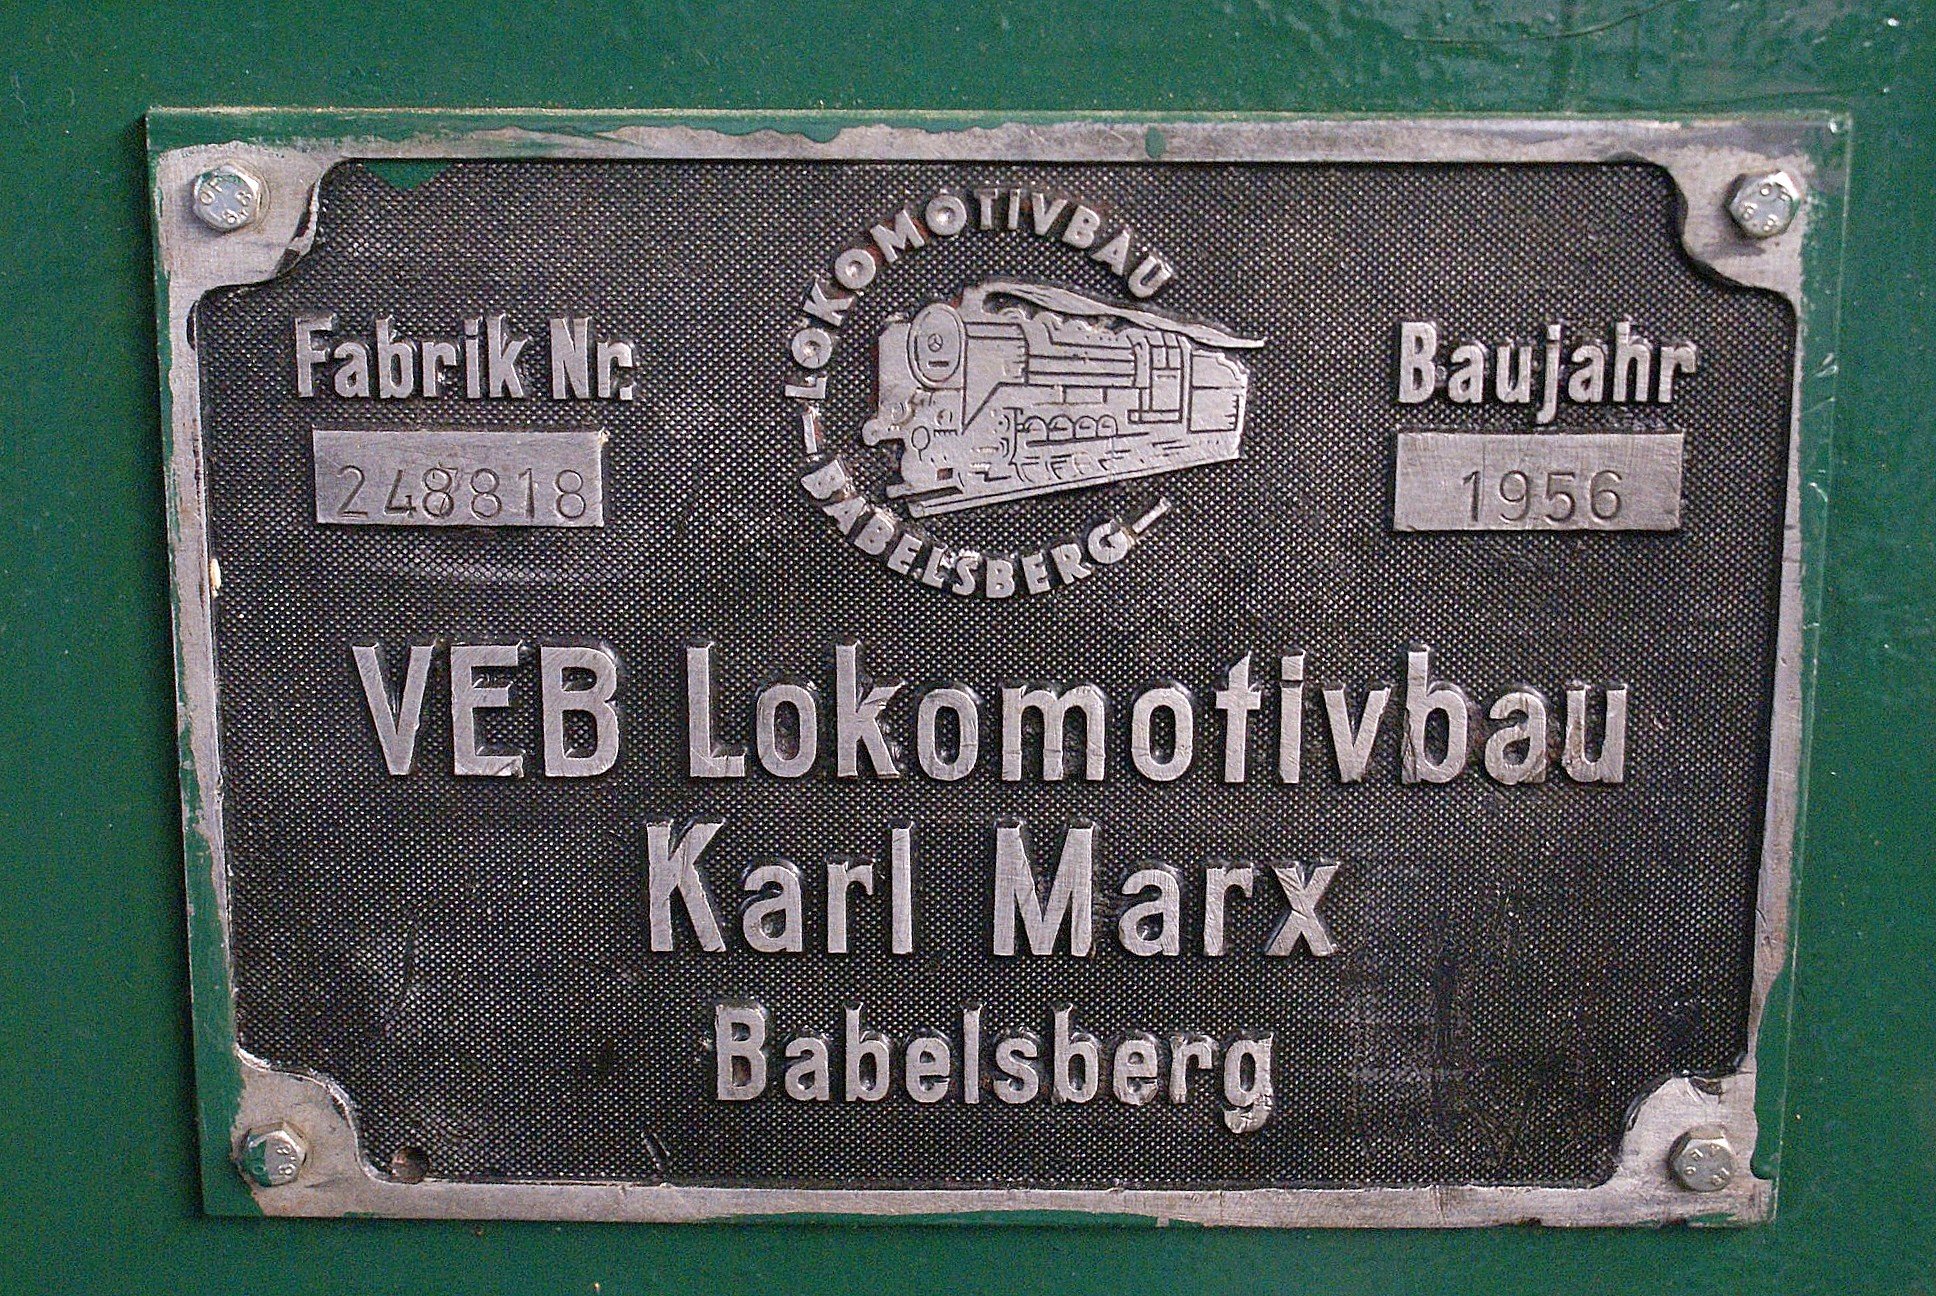 LOKOMOTIVBAU
Fabrik Nr.
Baujahr
248818
1956
BABELSBERG
VEB Lokomotivbau
Karl Marx
Babelsberg